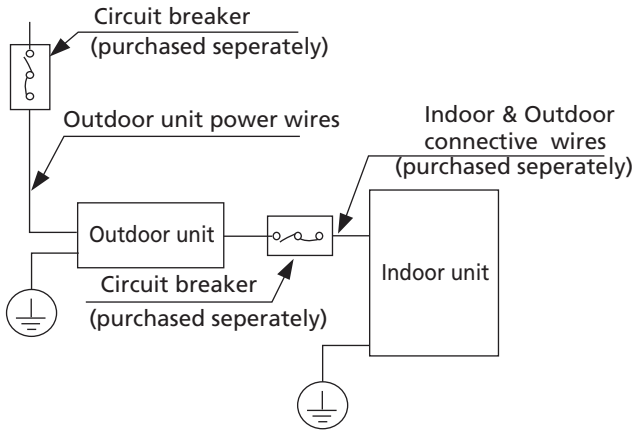 Circuit breaker
(purchased seperately)
Outdoor unit power wires
Indoor & Outdoor
connective wires
(purchased seperately)
Outdoor unit
Circuit breaker
(purchased seperately)
Indoor unit